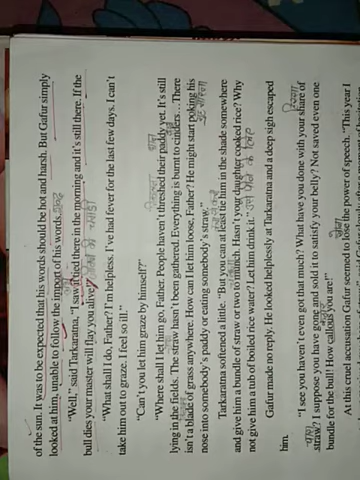 of the sun. It was to be expected that his words should be hot and harsh. But Gafur simply
looked at him, unable to follow the import of his words.
"Well," said Tarkaratna, "I saw it tied there in the morning and it's still there. If the
bull dies your master will flay you alive!"
"What shall I do, Father? I'm helpless. I've had fever for the last few days. I can't
take him out to graze. I feel so ill."
"Can't you let him graze by himself?"
"Where shall I let him go, Father. People haven't threshed their paddy yet. It's still
lying in the fields. The straw hasn't been gathered. Everything is burnt to cinders... There
isn't a blade of grass anywhere. How can I let him loose, Father? He might start poking his
nose into somebody's paddy or eating somebody's straw."
Tarkaratna softened a little. "But you can at least tie him in the shade somewhere
and give him a bundle of straw or two to munch. Hasn't your daughter cooked rice? Why
not give him a tub of boiled rice water? Let him drink it."
Gafur made no reply. He looked helplessly at Tarkaratna and a deep sigh escaped
him.
"I see you haven't even got that much? What have you done with your share of
straw? I suppose you have gone and sold it to satisfy your belly? Not saved even one
bundle for the bull! How callous you are!"
At this cruel accusation Gafur seemed to lose the power of speech. "This year I